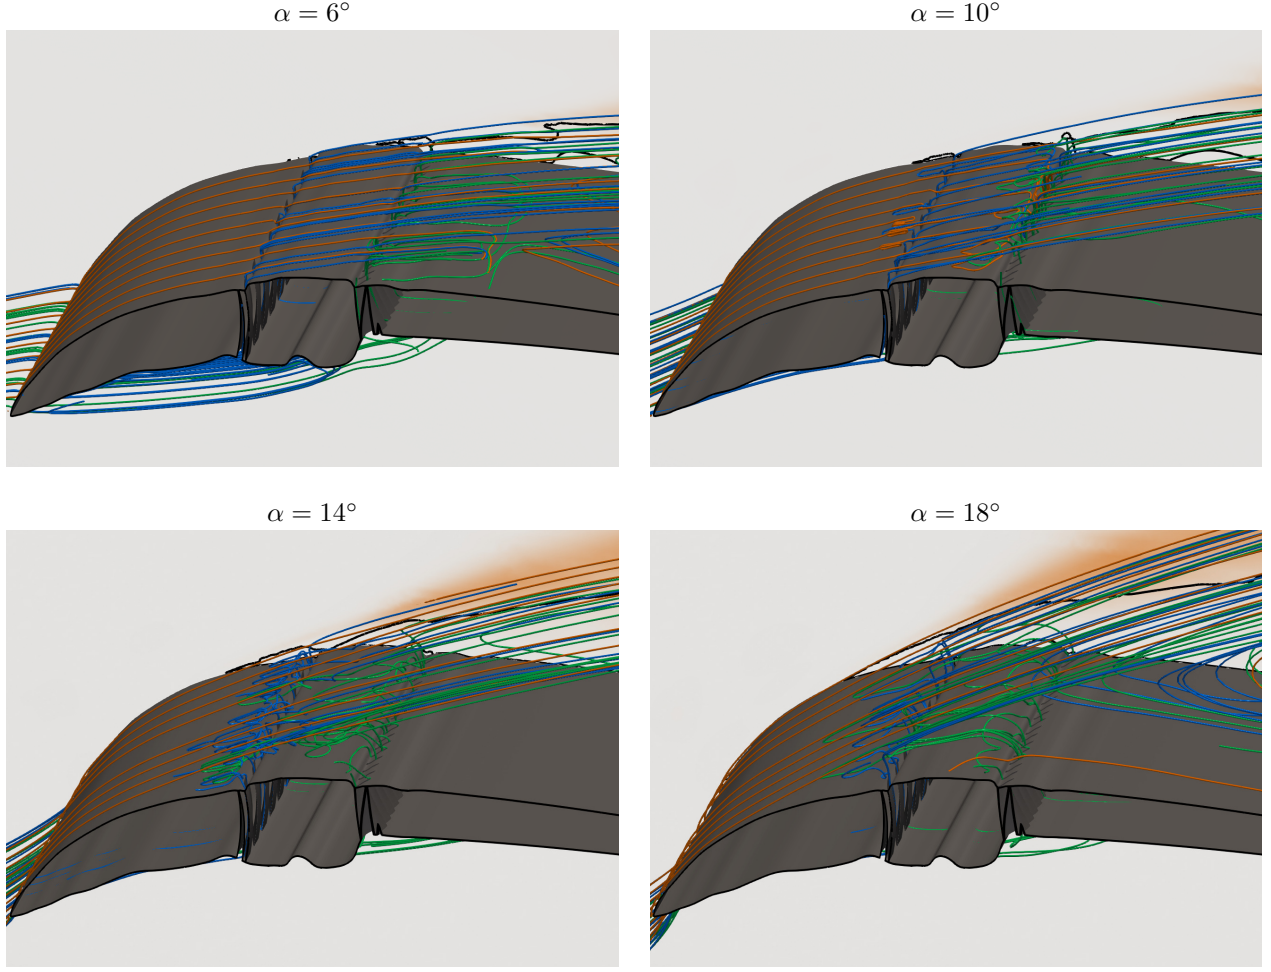 α = 6°
α = 10°
α = 14°
α = 18°